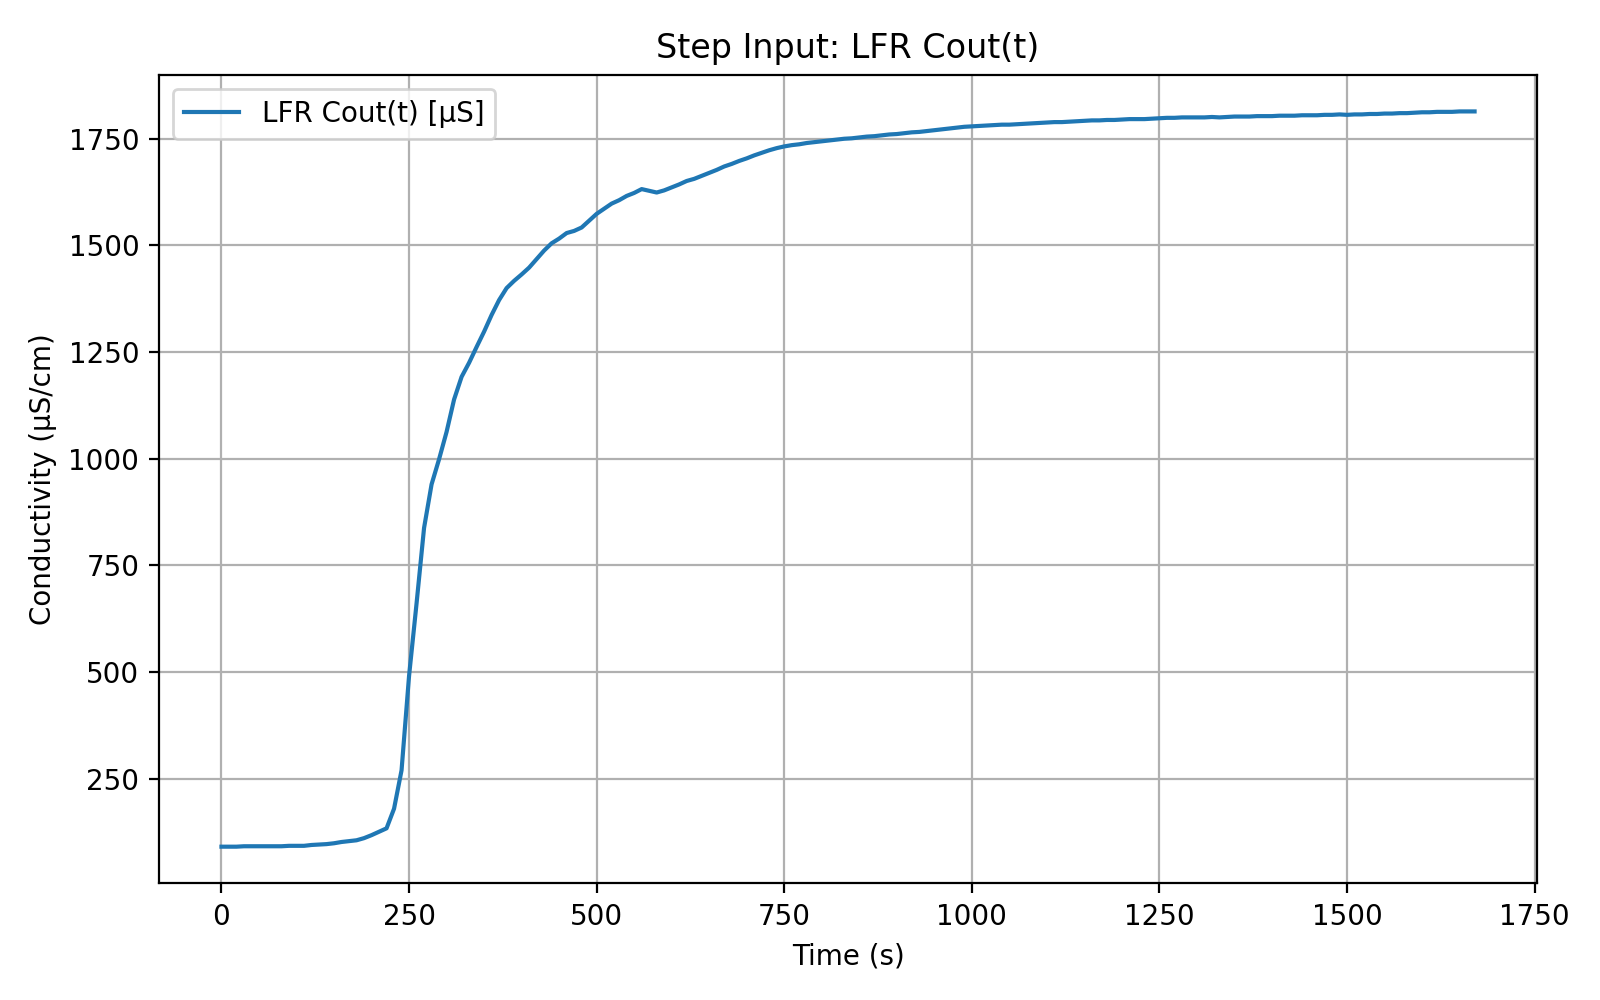 Step Input: LFR Cout(t)
LFR Cout(t) [µS]
Conductivity (µS/cm)
1750
1500
1250
1000
750
500
250
0 250 500 750 1000 1250 1500 1750
Time (s)